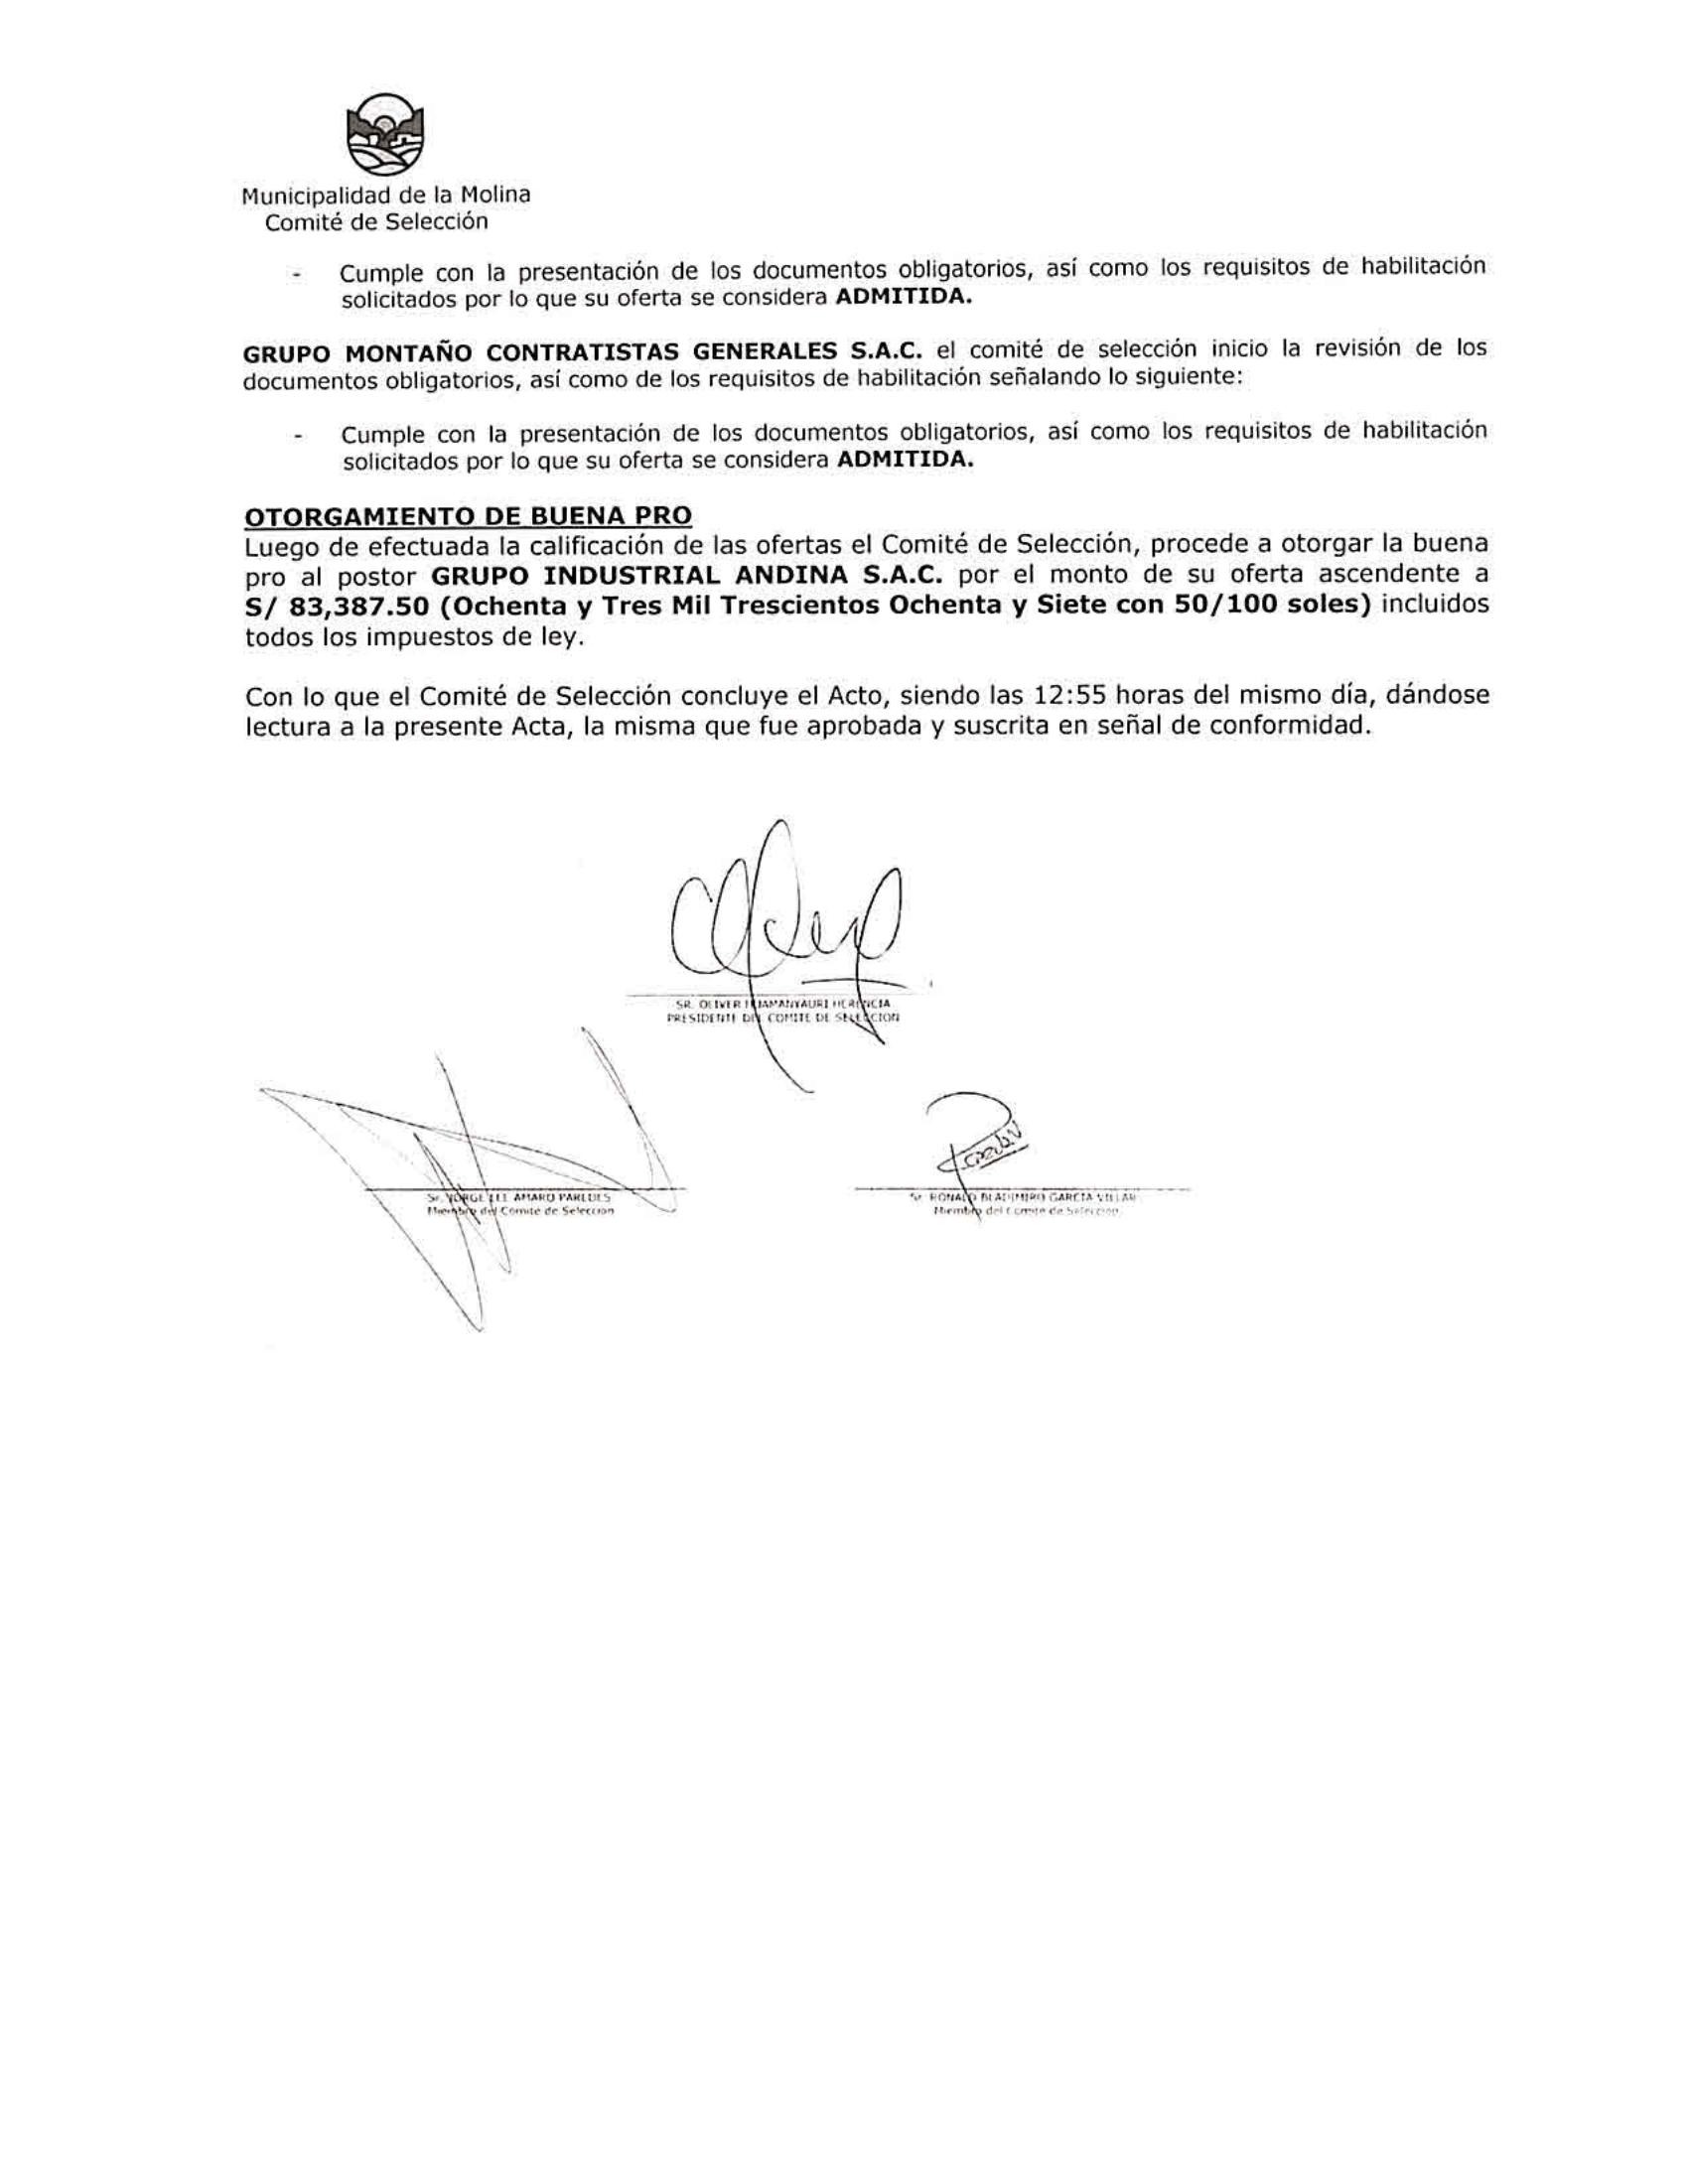 Municipalidad de la Molina
Comité de Selección
- Cumple con la presentación de los documentos obligatorios, así como los requisitos de habilitación
solicitados por lo que su oferta se considera ADMITIDA.
GRUPO MONTAÑO CONTRATISTAS GENERALES S.A.C. el comité de selección inicio la revisión de los
documentos obligatorios, así como de los requisitos de habilitación señalando lo siguiente:
- Cumple con la presentación de los documentos obligatorios, así como los requisitos de habilitación
solicitados por lo que su oferta se considera ADMITIDA.
OTORGAMIENTO DE BUENA PRO
Luego de efectuada la calificación de las ofertas el Comité de Selección, procede a otorgar la buena
pro al postor GRUPO INDUSTRIAL ANDINA S.A.C. por el monto de su oferta ascendente a
S/ 83,387.50 (Ochenta y Tres Mil Trescientos Ochenta y Siete con 50/100 soles) incluidos
todos los impuestos de ley.
Con lo que el Comité de Selección concluye el Acto, siendo las 12:55 horas del mismo día, dándose
lectura a la presente Acta, la misma que fue aprobada y suscrita en señal de conformidad.
SR. OLIVER HUAMANYAURI HERENCIA
PRESIDENTE DEL COMITE DE SELECCION
Sr. JORGE LEE AMARO PAREDES
Miembro del Comité de Selección
Sr. RONALD BLADIMIRO GARCIA VILLAR
Miembro del Comité de Selección